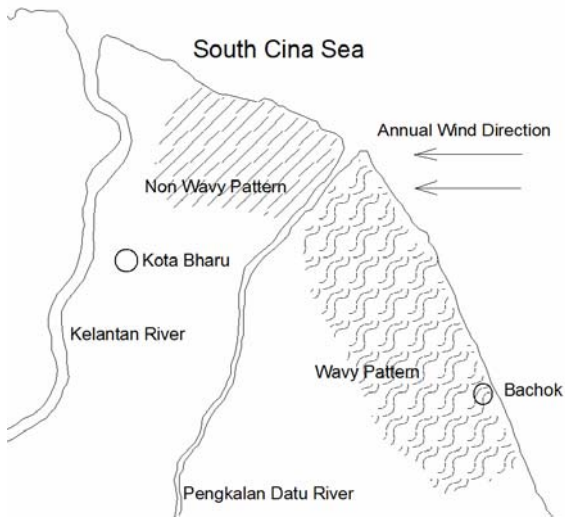 South Cina Sea
Annual Wind Direction
Non Wavy Pattern
Kota Bharu
Kelantan River
Wavy Pattern
Bachok
Pengkalan Datu River